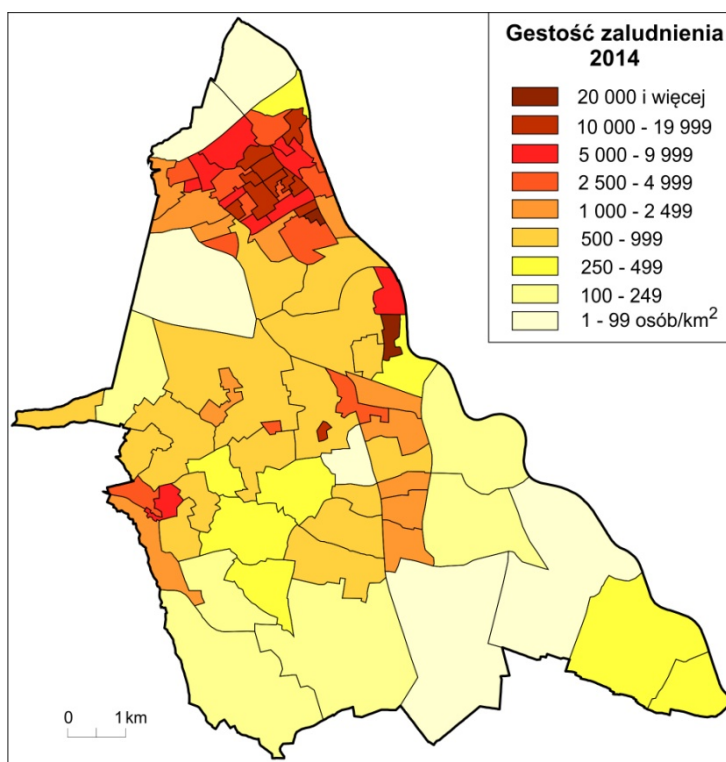 Gestość zaludnienia
2014
20 000 i więcej
10 000 - 19 999
5 000 - 9 999
2 500 - 4 999
1 000 - 2 499
500 - 999
250 - 499
100 - 249
1 - 99 osób/km²
0 1 km